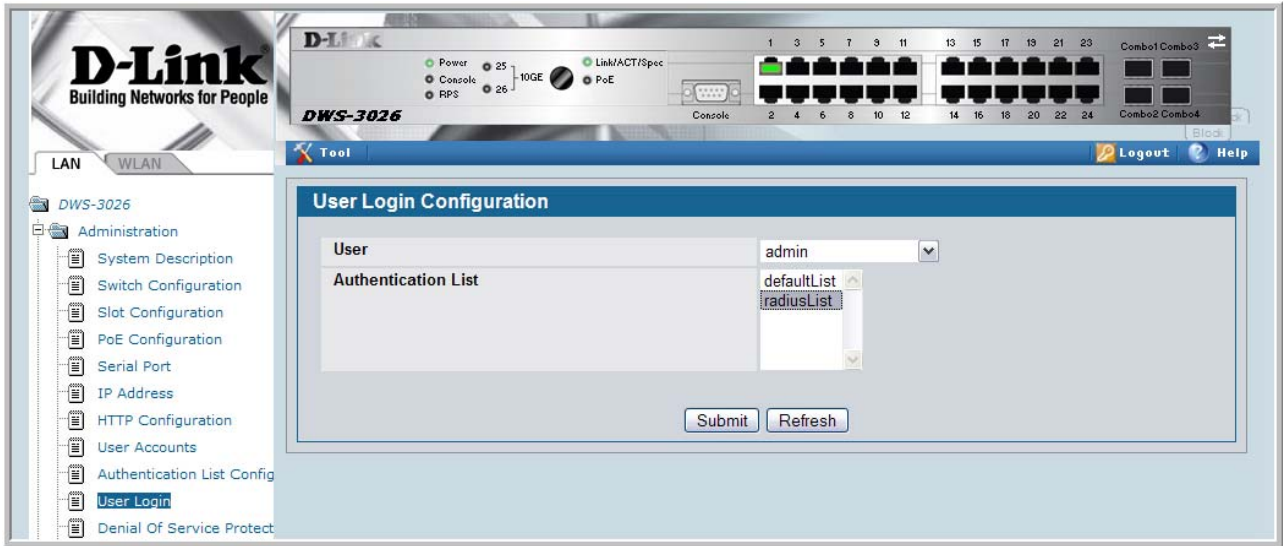 D-Link
Building Networks for People
D-Link
Power
Console
RPS
25
26
10GE
Link/ACT/Spec
PoE
DWS-3026
Console
1 3 5 7 9 11 13 15 17 19 21 23
2 4 6 8 10 12 14 16 18 20 22 24
Combo1 Combo3
Combo2 Combo4
Block
Tool
Logout
Help
LAN
WLAN
DWS-3026
Administration
System Description
Switch Configuration
Slot Configuration
PoE Configuration
Serial Port
IP Address
HTTP Configuration
User Accounts
Authentication List Config
User Login
Denial Of Service Protect
User Login Configuration
User
admin
Authentication List
defaultList
radiusList
Submit
Refresh